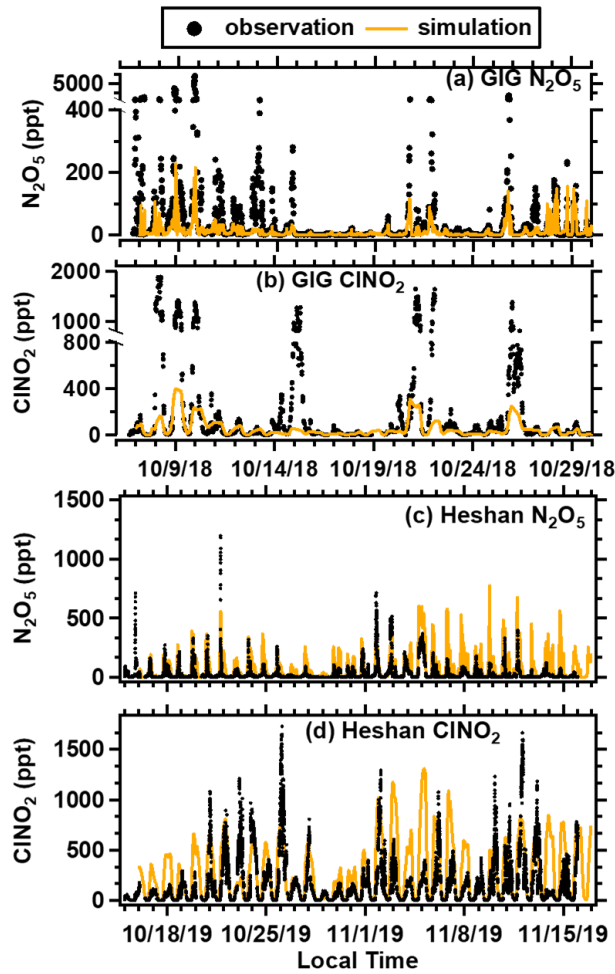 observation simulation
(a) GIG N₂O₅
N₂O₅ (ppt)
5000
400
200
0
(b) GIG ClNO₂
ClNO₂ (ppt)
2000
1000
800
400
0
10/9/18 10/14/18 10/19/18 10/24/18 10/29/18
(c) Heshan N₂O₅
N₂O₅ (ppt)
1500
1000
500
0
(d) Heshan ClNO₂
ClNO₂ (ppt)
1500
1000
500
0
10/18/19 10/25/19 11/1/19 11/8/19 11/15/19
Local Time